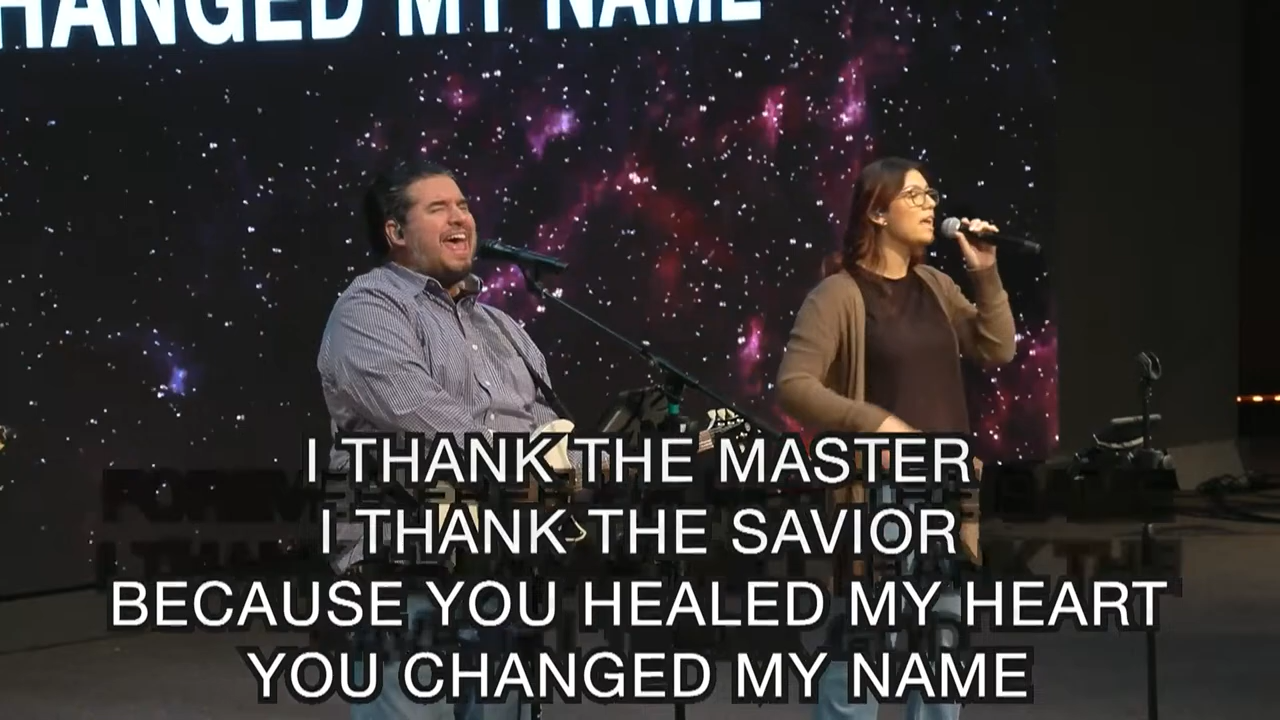 HANGED MY NAME
I THANK THE MASTER
I THANK THE SAVIOR
BECAUSE YOU HEALED MY HEART
YOU CHANGED MY NAME